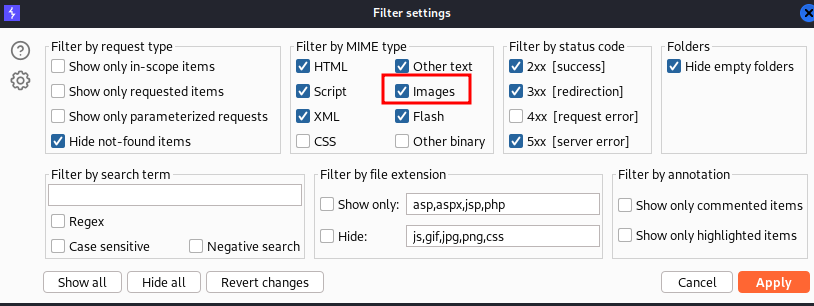 Filter settings
Filter by request type
Show only in-scope items
Show only requested items
Show only parameterized requests
Hide not-found items
Filter by MIME type
HTML
Other text
Script
Images
XML
Flash
CSS
Other binary
Filter by status code
2xx [success]
3xx [redirection]
4xx [request error]
5xx [server error]
Folders
Hide empty folders
Filter by search term
Regex
Case sensitive
Negative search
Filter by file extension
Show only: asp,aspx,jsp,php
Hide: js,gif,jpg,png,css
Filter by annotation
Show only commented items
Show only highlighted items
Show all
Hide all
Revert changes
Cancel
Apply